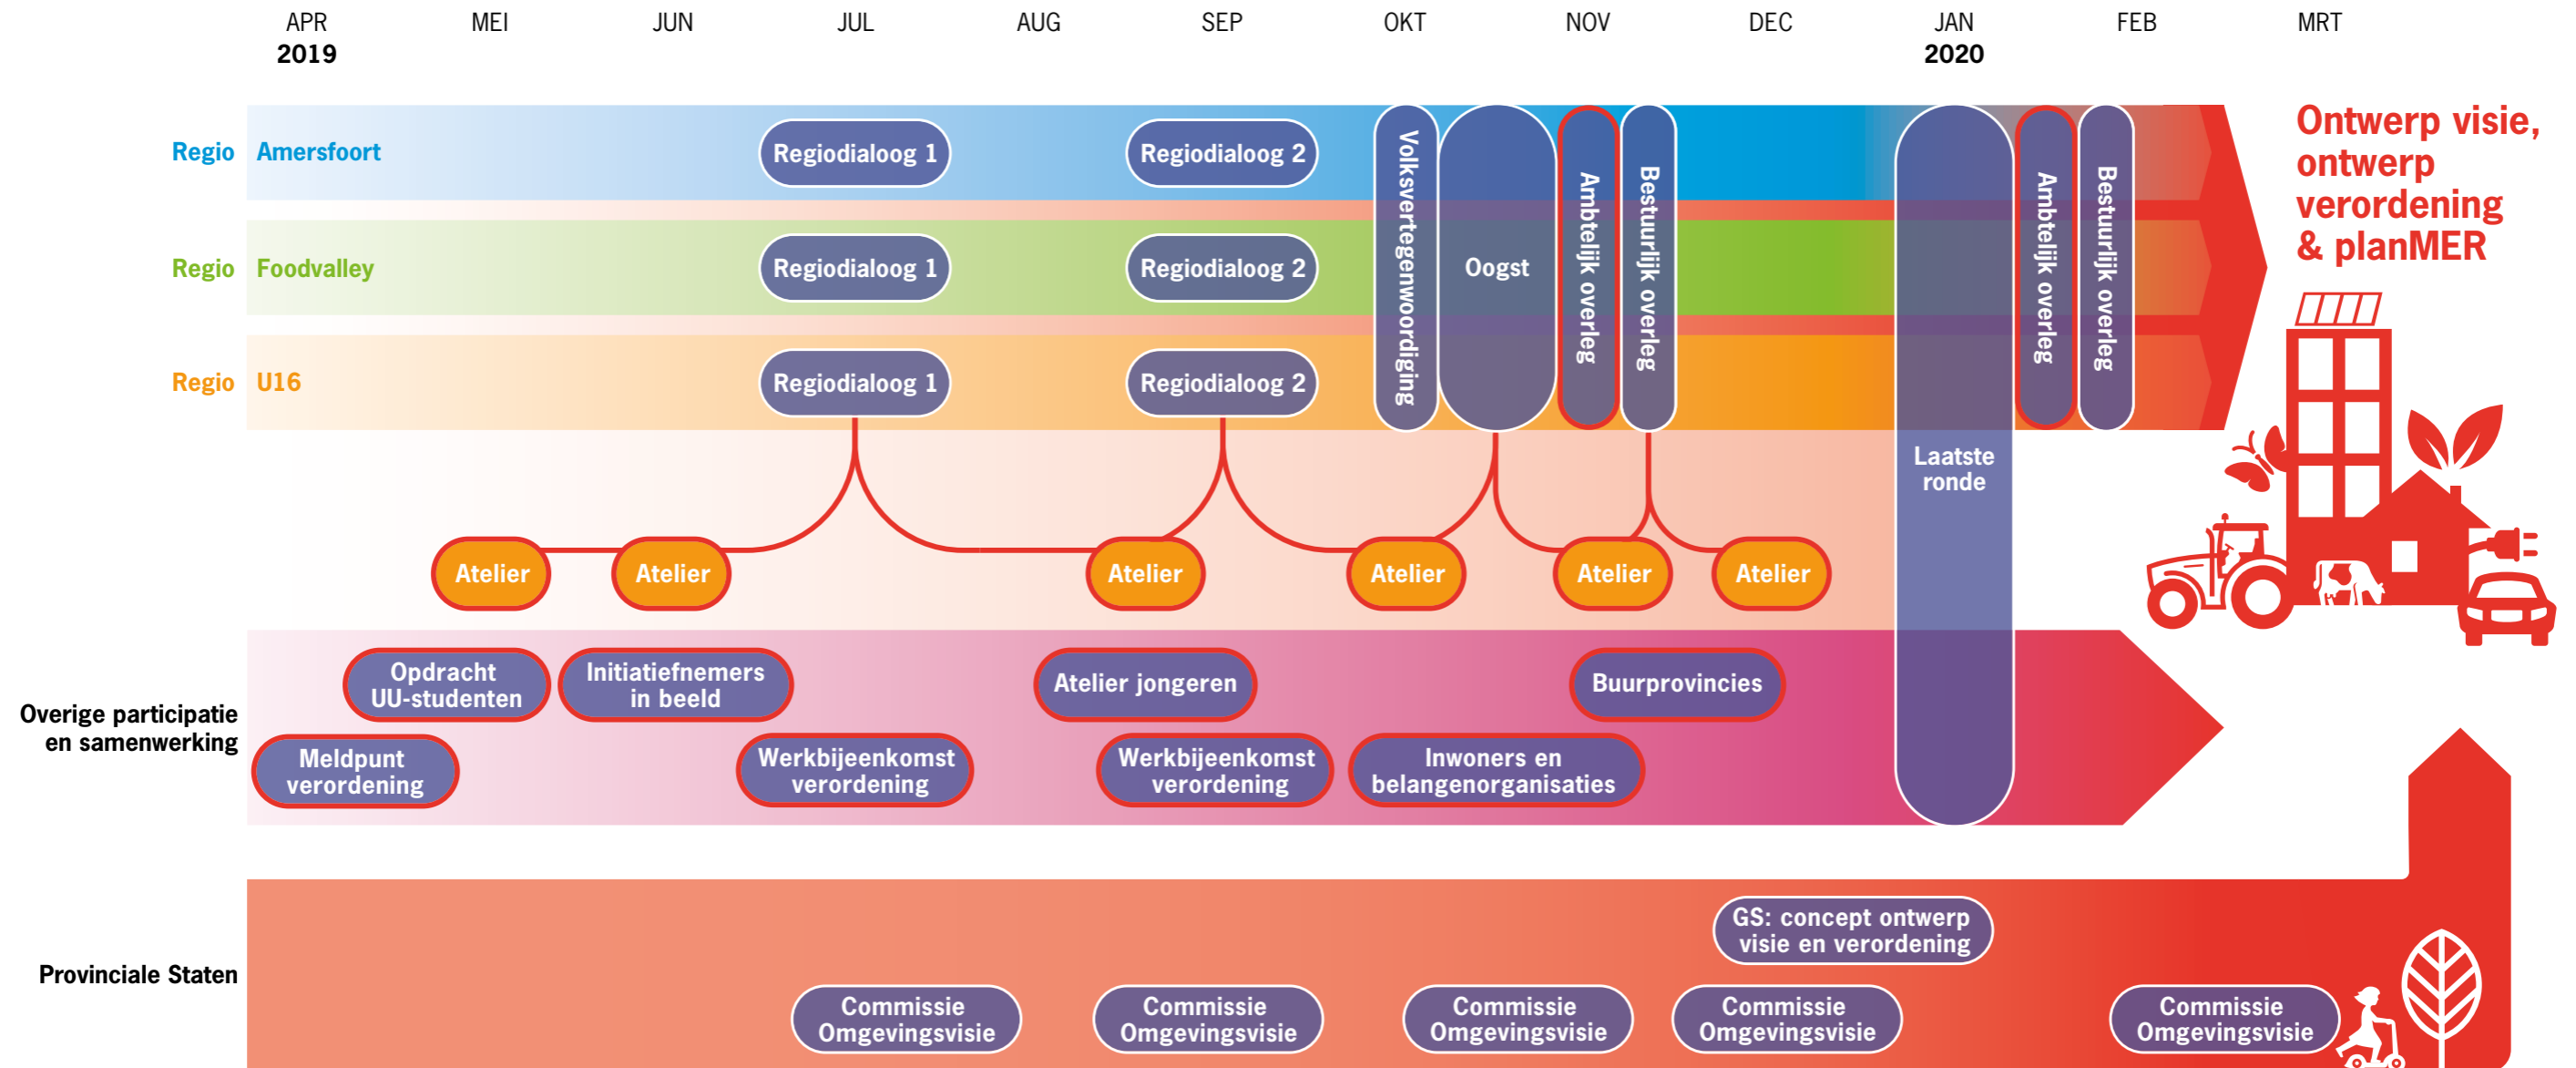 APR MEI JUN JUL AUG SEP OKT NOV DEC JAN FEB MRT
2019 2020
Regio Amersfoort
Regiodialoog 1
Regiodialoog 2
Regio Foodvalley
Regiodialoog 1
Regiodialoog 2
Regio U16
Regiodialoog 1
Regiodialoog 2
Volksvertegenwoordiging
Oogst
Ambtelijk overleg
Bestuurlijk overleg
Laatste
ronde
Ambtelijk overleg
Bestuurlijk overleg
Ontwerp visie,
ontwerp
verordening
& planMER
Atelier
Atelier
Atelier
Atelier
Atelier
Atelier
Overige participatie
en samenwerking
Opdracht
UU-studenten
Initiatiefnemers
in beeld
Atelier jongeren
Buurprovincies
Meldpunt
verordening
Werkbijeenkomst
verordening
Werkbijeenkomst
verordening
Inwoners en
belangenorganisaties
Provinciale Staten
GS: concept ontwerp
visie en verordening
Commissie
Omgevingsvisie
Commissie
Omgevingsvisie
Commissie
Omgevingsvisie
Commissie
Omgevingsvisie
Commissie
Omgevingsvisie